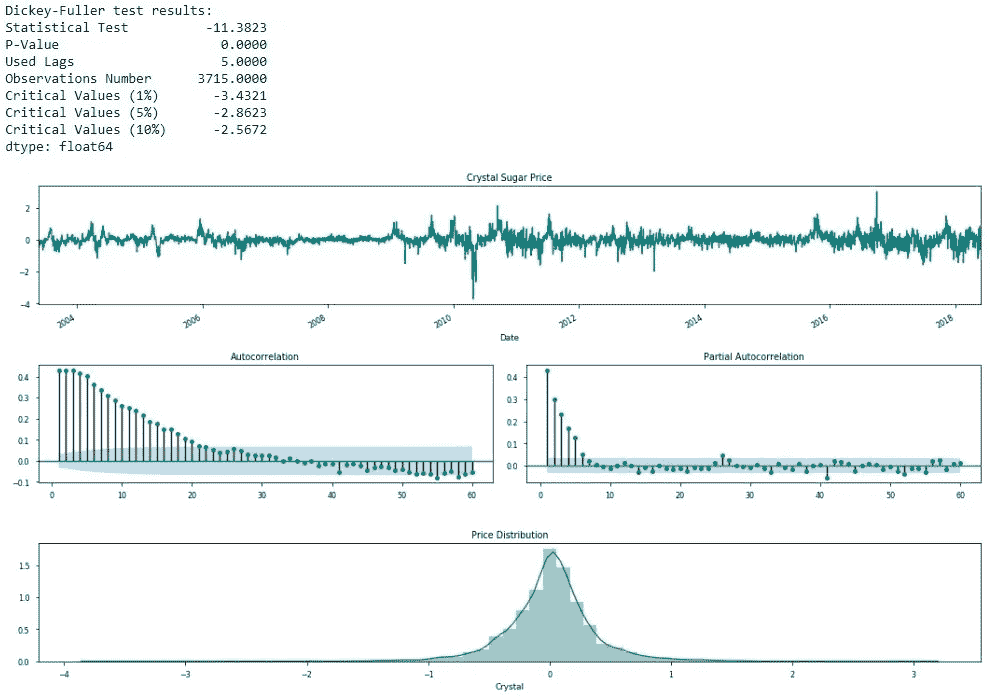 Dickey-Fuller test results:
Statistical Test -11.3823
P-Value 0.0000
Used Lags 5.0000
Observations Number 3715.0000
Critical Values (1%) -3.4321
Critical Values (5%) -2.8623
Critical Values (10%) -2.5672
dtype: float64
Crystal Sugar Price
2
0
−2
−4
2004 2006 2008 2010 2012 2014 2016 2018
Date
Autocorrelation
0.4
0.3
0.2
0.1
0.0
−0.1
0 10 20 30 40 50 60
Partial Autocorrelation
0.4
0.3
0.2
0.1
0.0
0 10 20 30 40 50 60
Price Distribution
1.5
1.0
0.5
0.0
−4 −3 −2 −1 0 1 2 3
Crystal